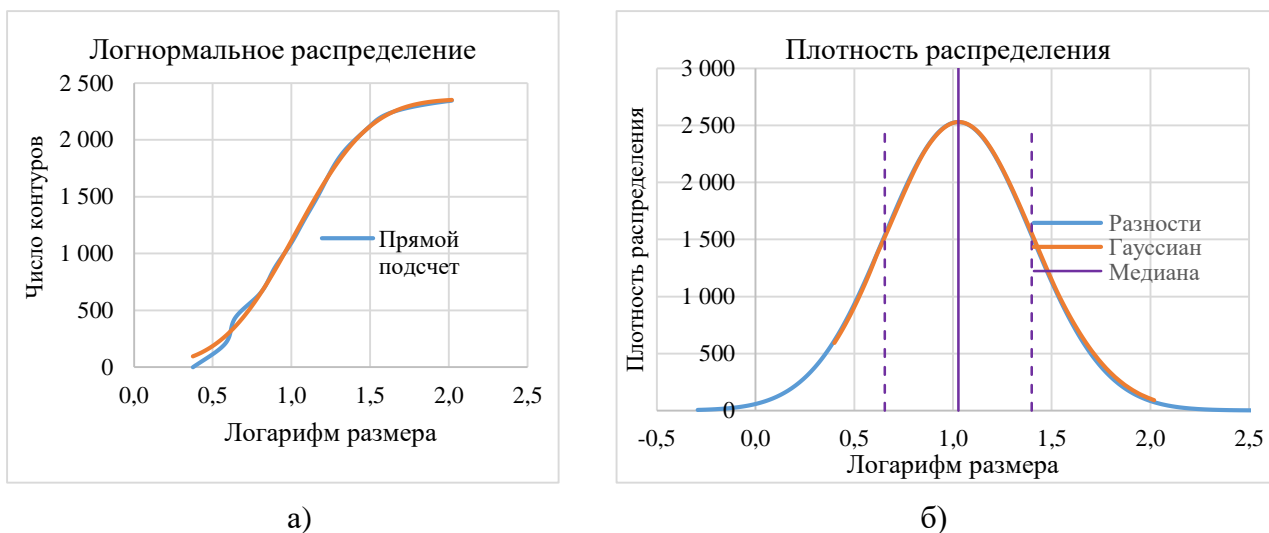 Логнормальное распределение
2 500
2 000
1 500
1 000
500
0
Число контуров
Прямой
подсчет
0,0 0,5 1,0 1,5 2,0 2,5
Логарифм размера
а)
Плотность распределения
3 000
2 500
2 000
1 500
1 000
500
0
Плотность распределения
Разности
Гауссиан
Медиана
-0,5 0,0 0,5 1,0 1,5 2,0 2,5
Логарифм размера
б)